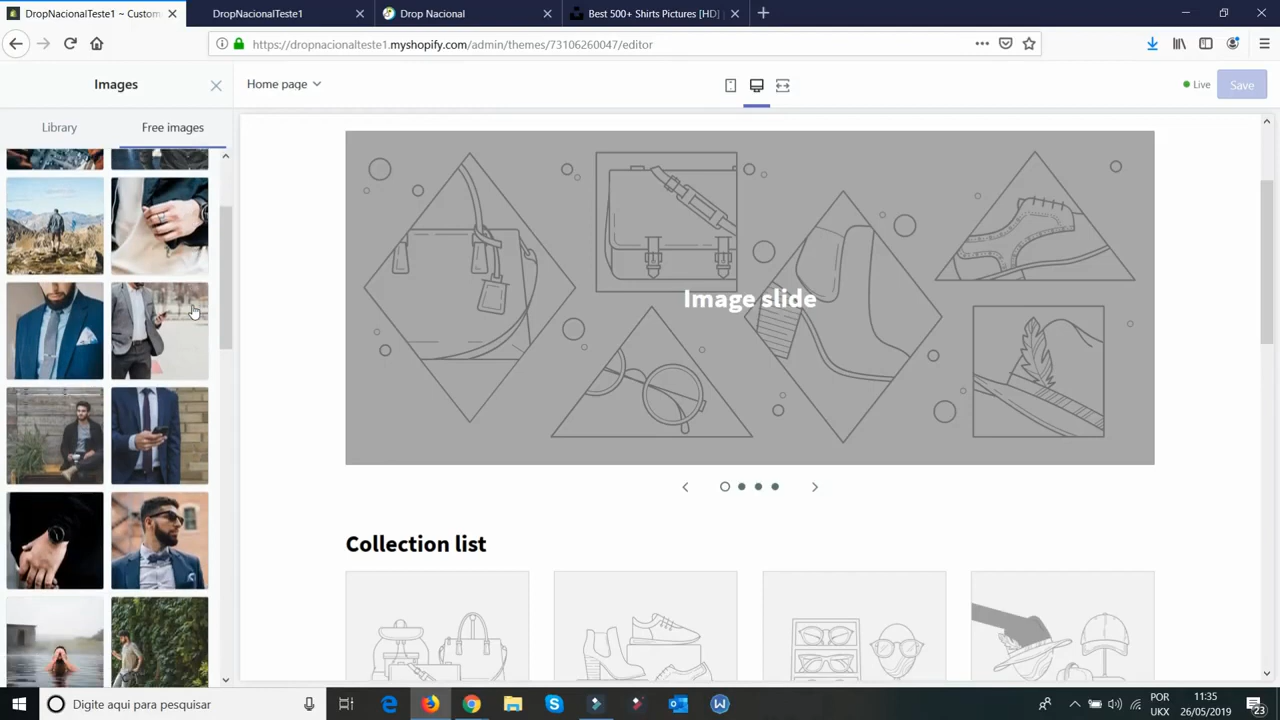 DropNacionalTeste1 ~ Custom
DropNacionalTeste1
Drop Nacional
Best 500+ Shirts Pictures [HD]
https://dropnacionalteste1.myshopify.com/admin/themes/73106260047/editor
Images
Home page
Live
Save
Library
Free images
Image slide
Collection list
Digite aqui para pesquisar
POR
UKX
11:35
26/05/2019
23